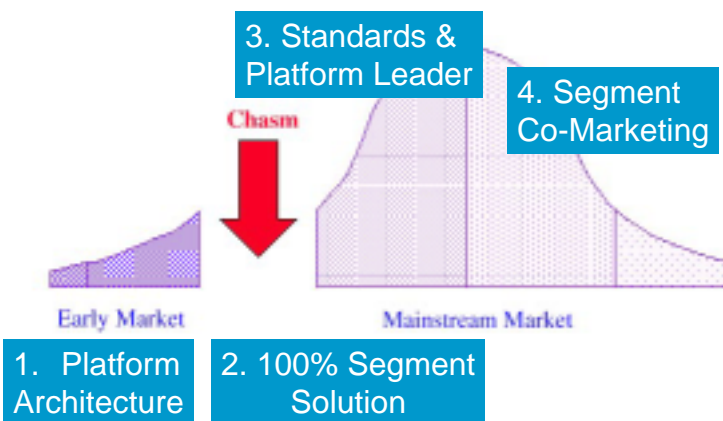 3. Standards &
Platform Leader
4. Segment
Co-Marketing
Chasm
Early Market
Mainstream Market
1. Platform
Architecture
2. 100% Segment
Solution